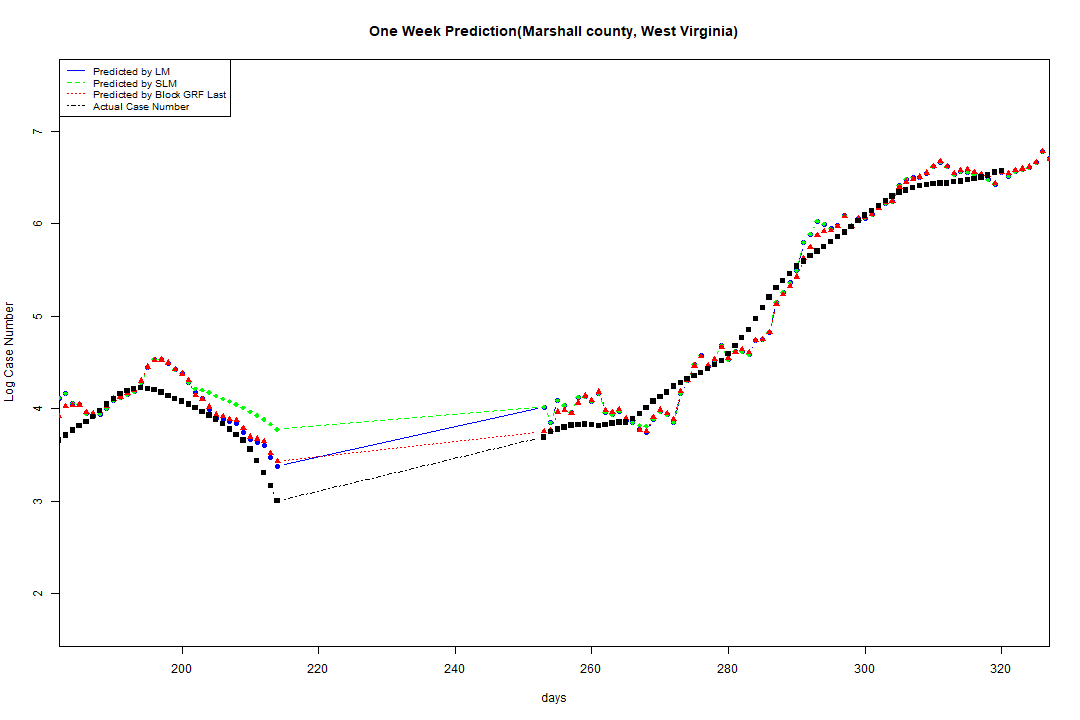 One Week Prediction(Marshall county, West Virginia)
Predicted by LM
Predicted by SLM
Predicted by Block GRF Last
Actual Case Number
7
6
5
4
3
2
Log Case Number
200 220 240 260 280 300 320
days